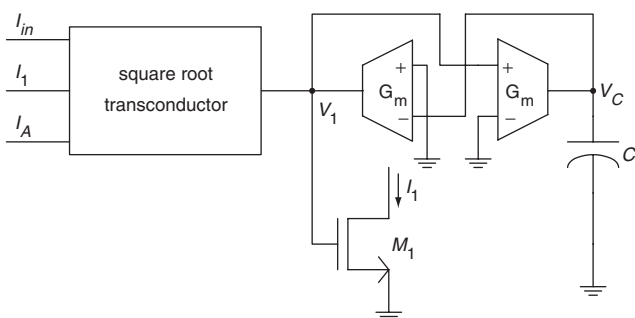 I_in
I_1
I_A
square root
transconductor
V_1
+
G_m
−
+
G_m
−
V_C
C
I_1
M_1